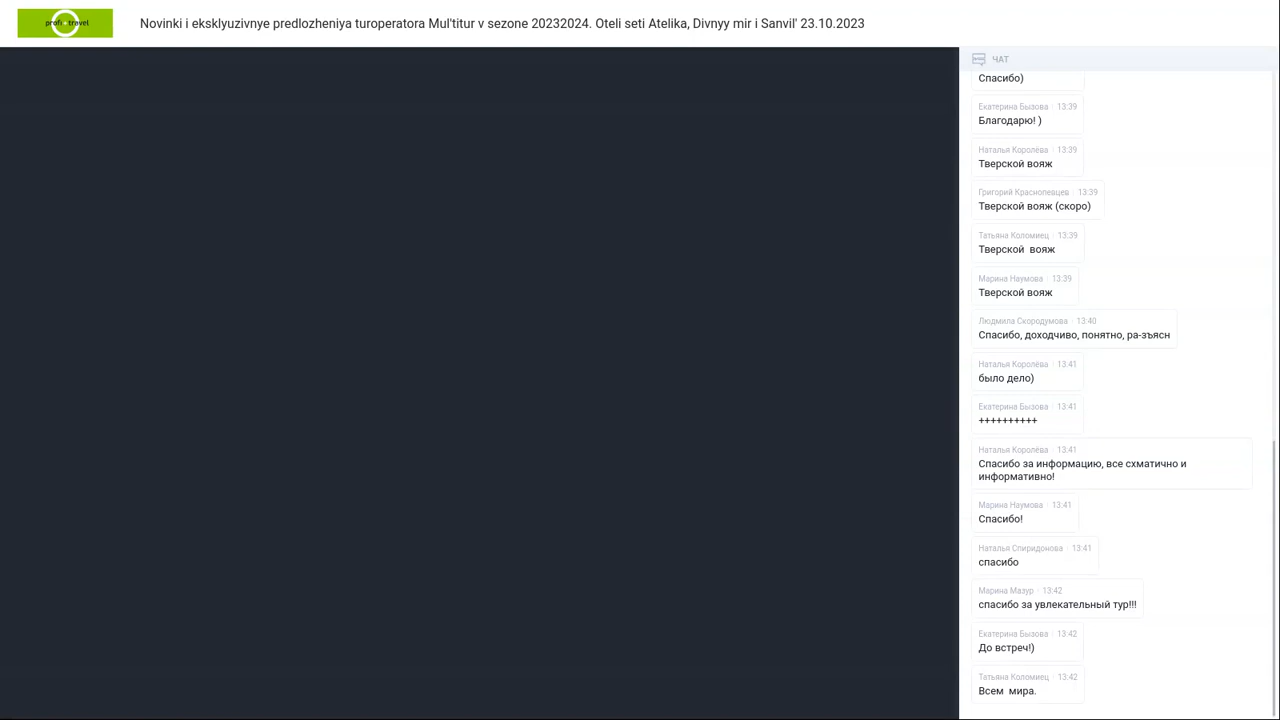 profi travel
Novinki i eksklyuzivnye predlozheniya turoperatora Mul'titur v sezone 20232024. Oteli seti Atelika, Divnyy mir i Sanvil' 23.10.2023
ЧАТ
Спасибо)
Екатерина Бызова 13:39
Благодарю! )
Наталья Королёва 13:39
Тверской вояж
Григорий Краснопевцев 13:39
Тверской вояж (скоро)
Татьяна Коломиец 13:39
Тверской вояж
Марина Наумова 13:39
Тверской вояж
Людмила Скородумова 13:40
Спасибо, доходчиво, понятно, ра-зъясн
Наталья Королёва 13:41
было дело)
Екатерина Бызова 13:41
++++++++++
Наталья Королёва 13:41
Спасибо за информацию, все схматично и
информативно!
Марина Наумова 13:41
Спасибо!
Наталья Спиридонова 13:41
спасибо
Марина Мазур 13:42
спасибо за увлекательный тур!!!
Екатерина Бызова 13:42
До встреч!)
Татьяна Коломиец 13:42
Всем мира.